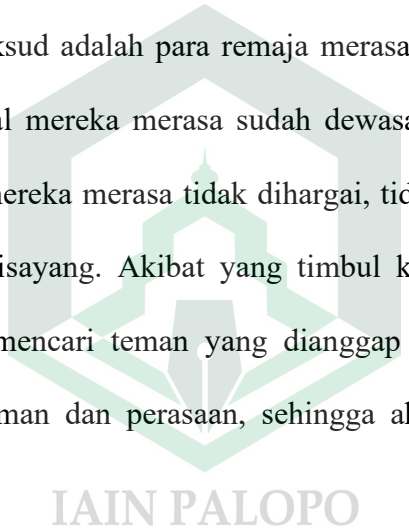 ksud adalah para remaja merasa
al mereka merasa sudah dewasa
mereka merasa tidak dihargai, tid
isayang. Akibat yang timbul k
mencari teman yang dianggap
man dan perasaan, sehingga a
IAIN PALOPO